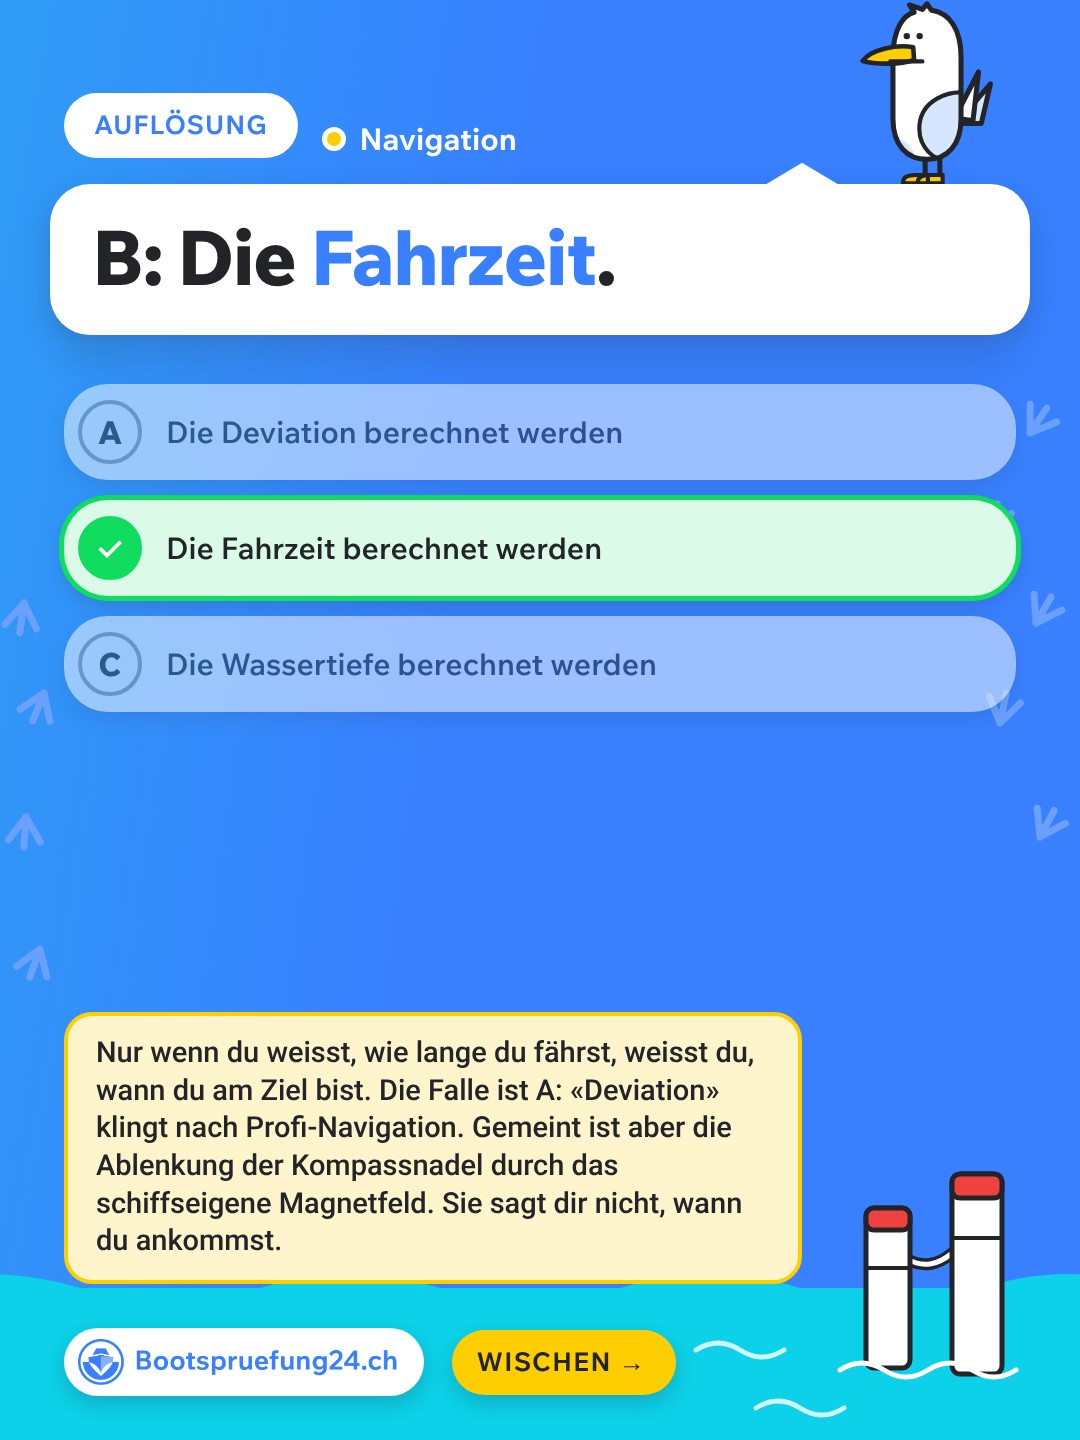 AUFLÖSUNG
Navigation
B: Die Fahrzeit.
A
Die Deviation berechnet werden
Die Fahrzeit berechnet werden
C
Die Wassertiefe berechnet werden
Nur wenn du weisst, wie lange du fährst, weisst du,
wann du am Ziel bist. Die Falle ist A: «Deviation»
klingt nach Profi-Navigation. Gemeint ist aber die
Ablenkung der Kompassnadel durch das
schiffseigene Magnetfeld. Sie sagt dir nicht, wann
du ankommst.
Bootspruefung24.ch
WISCHEN →